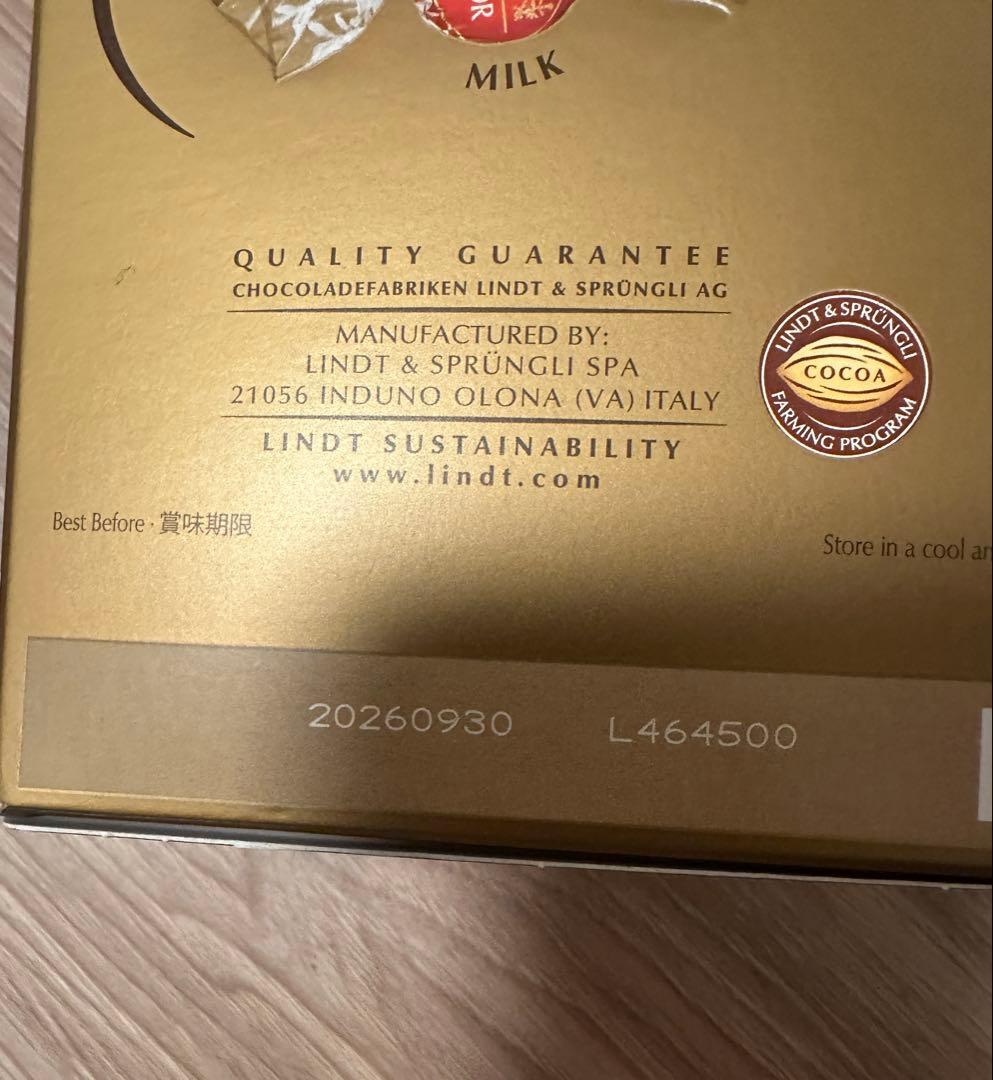 OR
MILK
QUALITY GUARANTEE
CHOCOLADEFABRIKEN LINDT & SPRÜNGLI AG
MANUFACTURED BY:
LINDT & SPRÜNGLI SPA
21056 INDUNO OLONA (VA) ITALY
LINDT SUSTAINABILITY
www.lindt.com
LINDT & SPRÜNGLI
COCOA
FARMING PROGRAM
Best Before · 賞味期限
Store in a cool
20260930 L464500